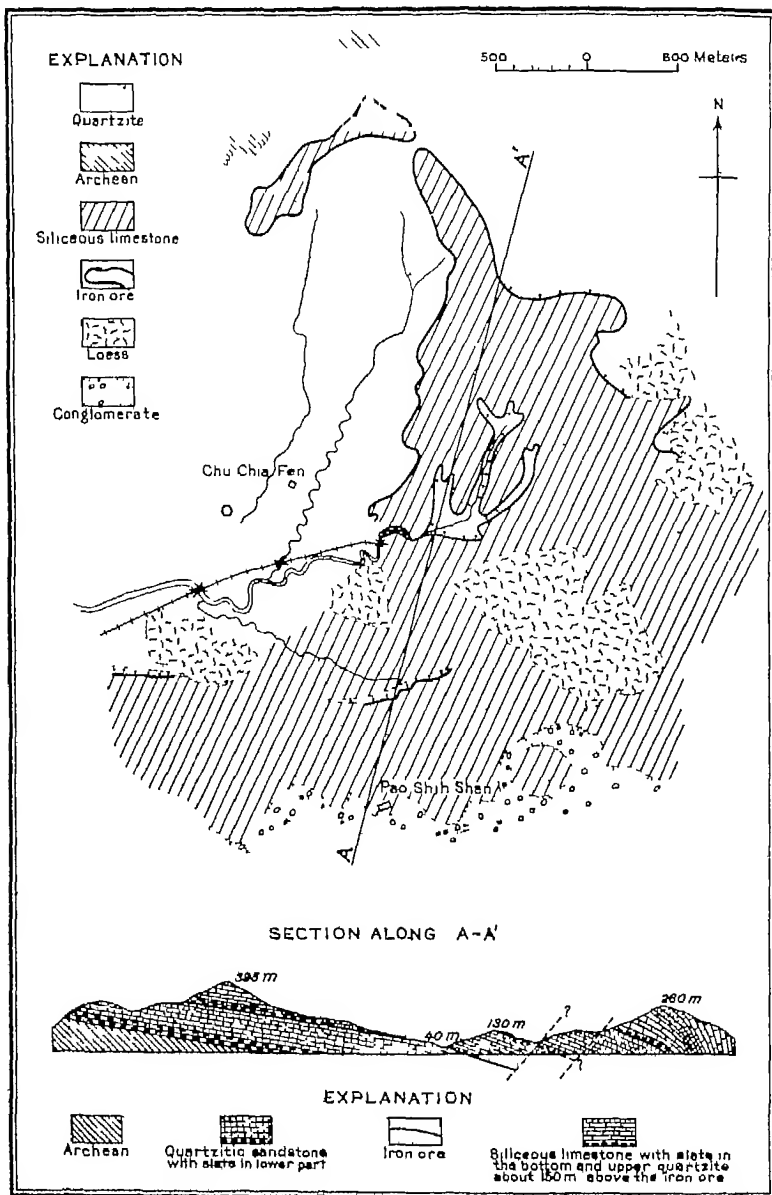 EXPLANATION
Quartzite
Archean
Siliceous limestone
Iron ore
Loess
Conglomerate
500 0 500 Meters
N
A'
Chu Chia Fen
Pao Shih Shan
A
SECTION ALONG A-A'
395 m
40 m
130 m
?
260 m
?
EXPLANATION
Archean
Quartzitic sandstone
with slate in lower part
Iron ore
Siliceous limestone with slate in
the bottom and upper quartzite
about 150 m above the iron ore